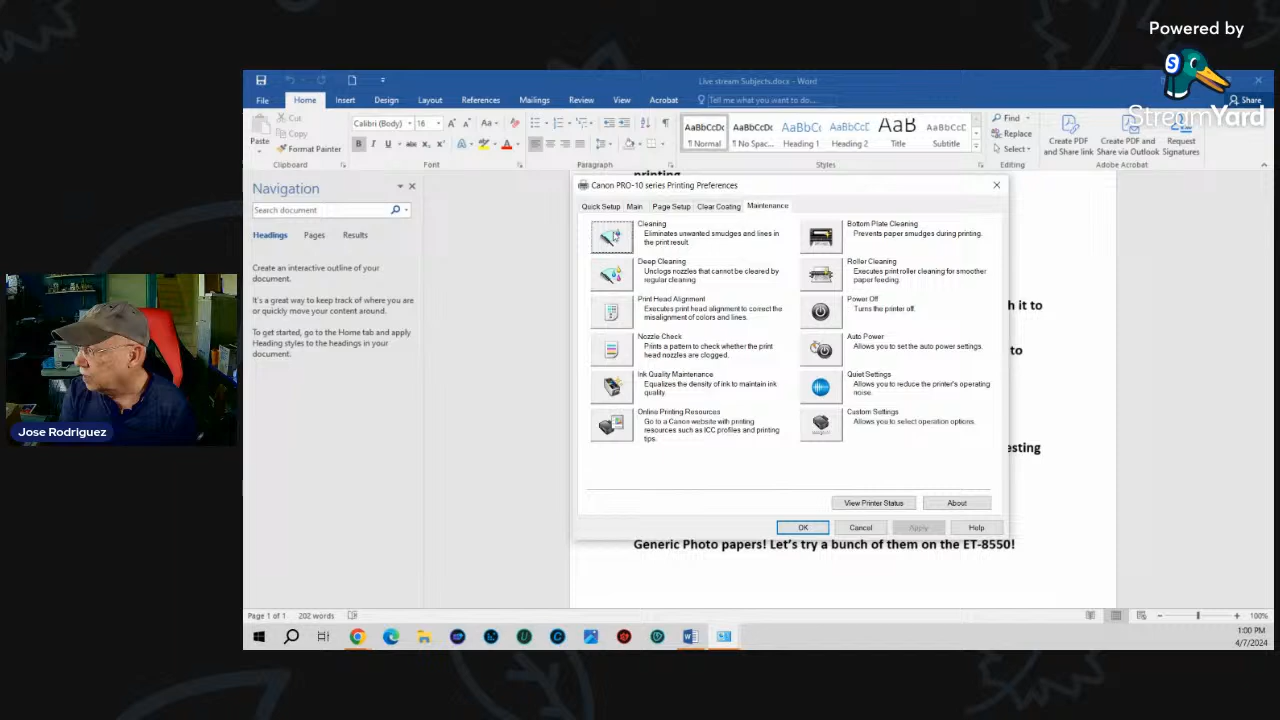 Powered by
StreamYard
Live stream Subjects.docx - Word
File Home Insert Design Layout References Mailings Review View Acrobat Tell me what you want to do... Share
Paste
Cut
Copy
Format Painter
Clipboard
Calibri (Body) 16
Font
Paragraph
AaBbCcDc AaBbCcDc AaBbCc AaBbCcC AaB AaBbCcC
¶ Normal ¶ No Spac... Heading 1 Heading 2 Title Subtitle
Styles
Find
Replace
Select
Editing
Create PDF and Share link
Create PDF and Share via Outlook
Request Signatures
Adobe Acrobat
Navigation
Search document
Headings Pages Results
Create an interactive outline of your
document.
It's a great way to keep track of where you are
or quickly move your content around.
To get started, go to the Home tab and apply
Heading styles to the headings in your
document.
printing
Canon PRO-10 series Printing Preferences
Quick Setup Main Page Setup Clear Coating Maintenance
Cleaning
Eliminates unwanted smudges and lines in
the print result.
Deep Cleaning
Unclogs nozzles that cannot be cleared by
regular cleaning
Print Head Alignment
Executes print head alignment to correct the
misalignment of colors and lines.
Nozzle Check
Prints a pattern to check whether the print
head nozzles are clogged.
Ink Quality Maintenance
Equalizes the density of ink to maintain ink
quality.
Online Printing Resources
Go to a Canon website with printing
resources such as ICC profiles and printing
tips.
Bottom Plate Cleaning
Prevents paper smudges during printing.
Roller Cleaning
Executes print roller cleaning for smoother
paper feeding.
Power Off
Turns the printer off.
Auto Power
Allows you to set the auto power settings.
Quiet Settings
Allows you to reduce the printer's operating
noise.
Custom Settings
Allows you to select operation options.
View Printer Status About
OK Cancel Apply Help
h it to
to
esting
Generic Photo papers! Let's try a bunch of them on the ET-8550!
Jose Rodriguez
Page 1 of 1 202 words
100%
1:00 PM
4/7/2024